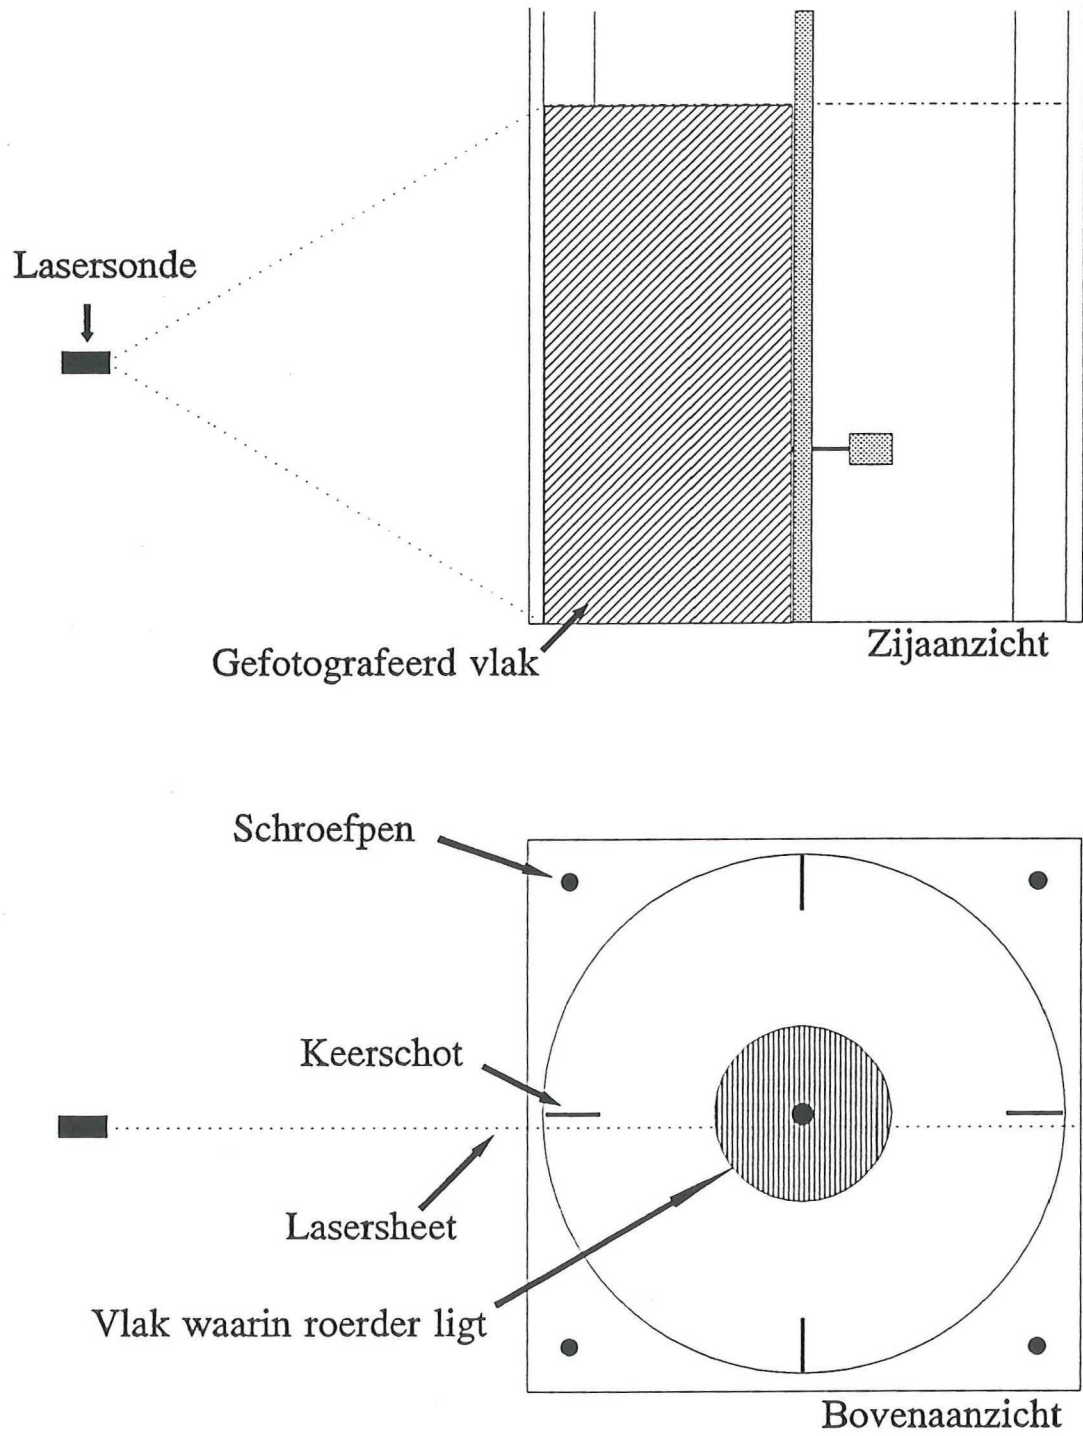 Lasersonde
Gefotografeerd vlak
Zijaanzicht
Schroefpen
Keerschot
Lasersheet
Vlak waarin roerder ligt
Bovenaanzicht